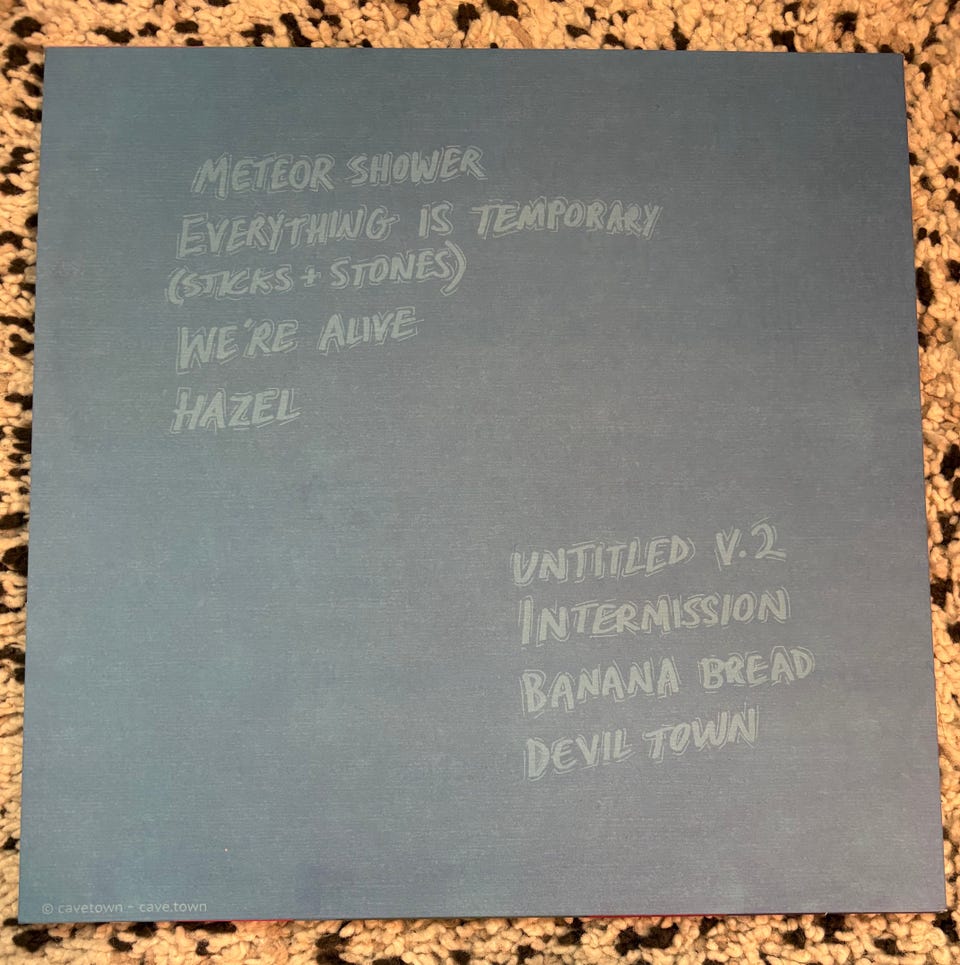 METEOR SHOWER
EVERYTHING IS TEMPORARY
(STICKS + STONES)
WE'RE ALIVE
HAZEL
UNTITLED V.2
INTERMISSION
BANANA BREAD
DEVIL TOWN
© cavetown - cave.town